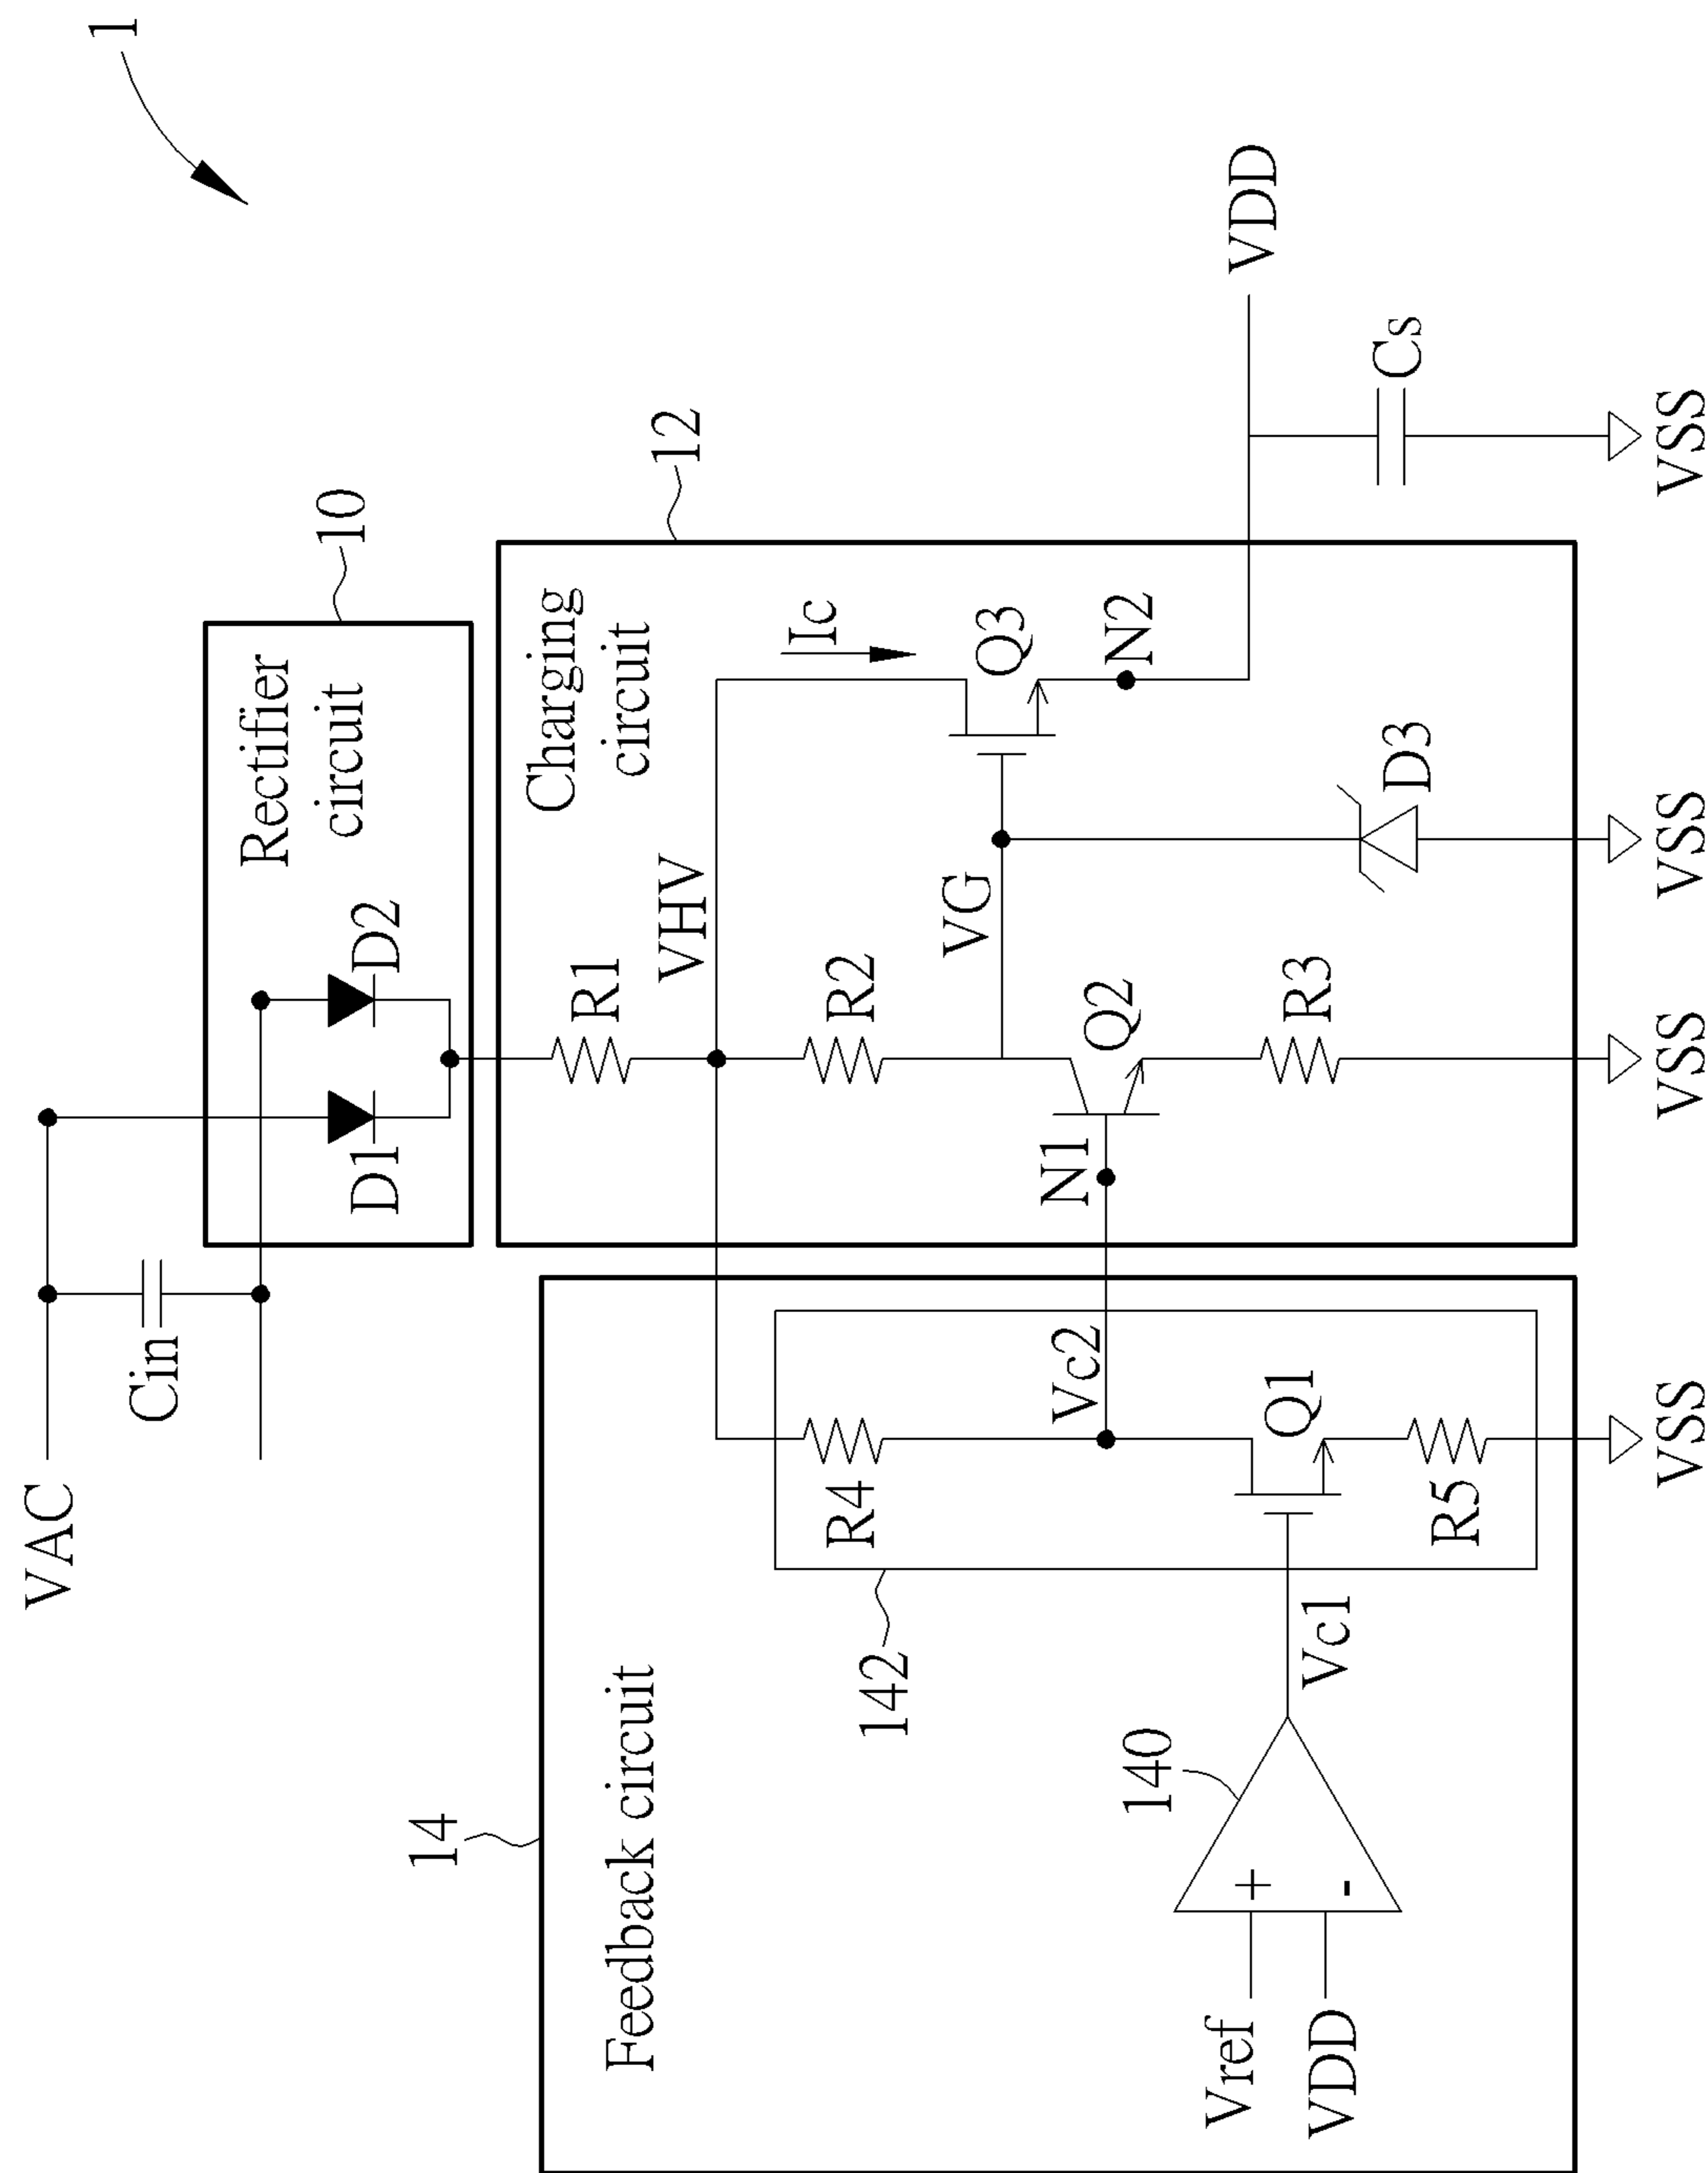 1
VAC
Cin
Rectifier
circuit
10
D1
D2
14
Feedback circuit
Charging
circuit
12
R1
VHV
Ic
142
R4
R2
VG
Q3
Vc2
N1
Q2
N2
VDD
140
Vc1
Q1
R3
D3
Cs
Vref
+
VDD
-
R5
VSS
VSS
VSS
VSS